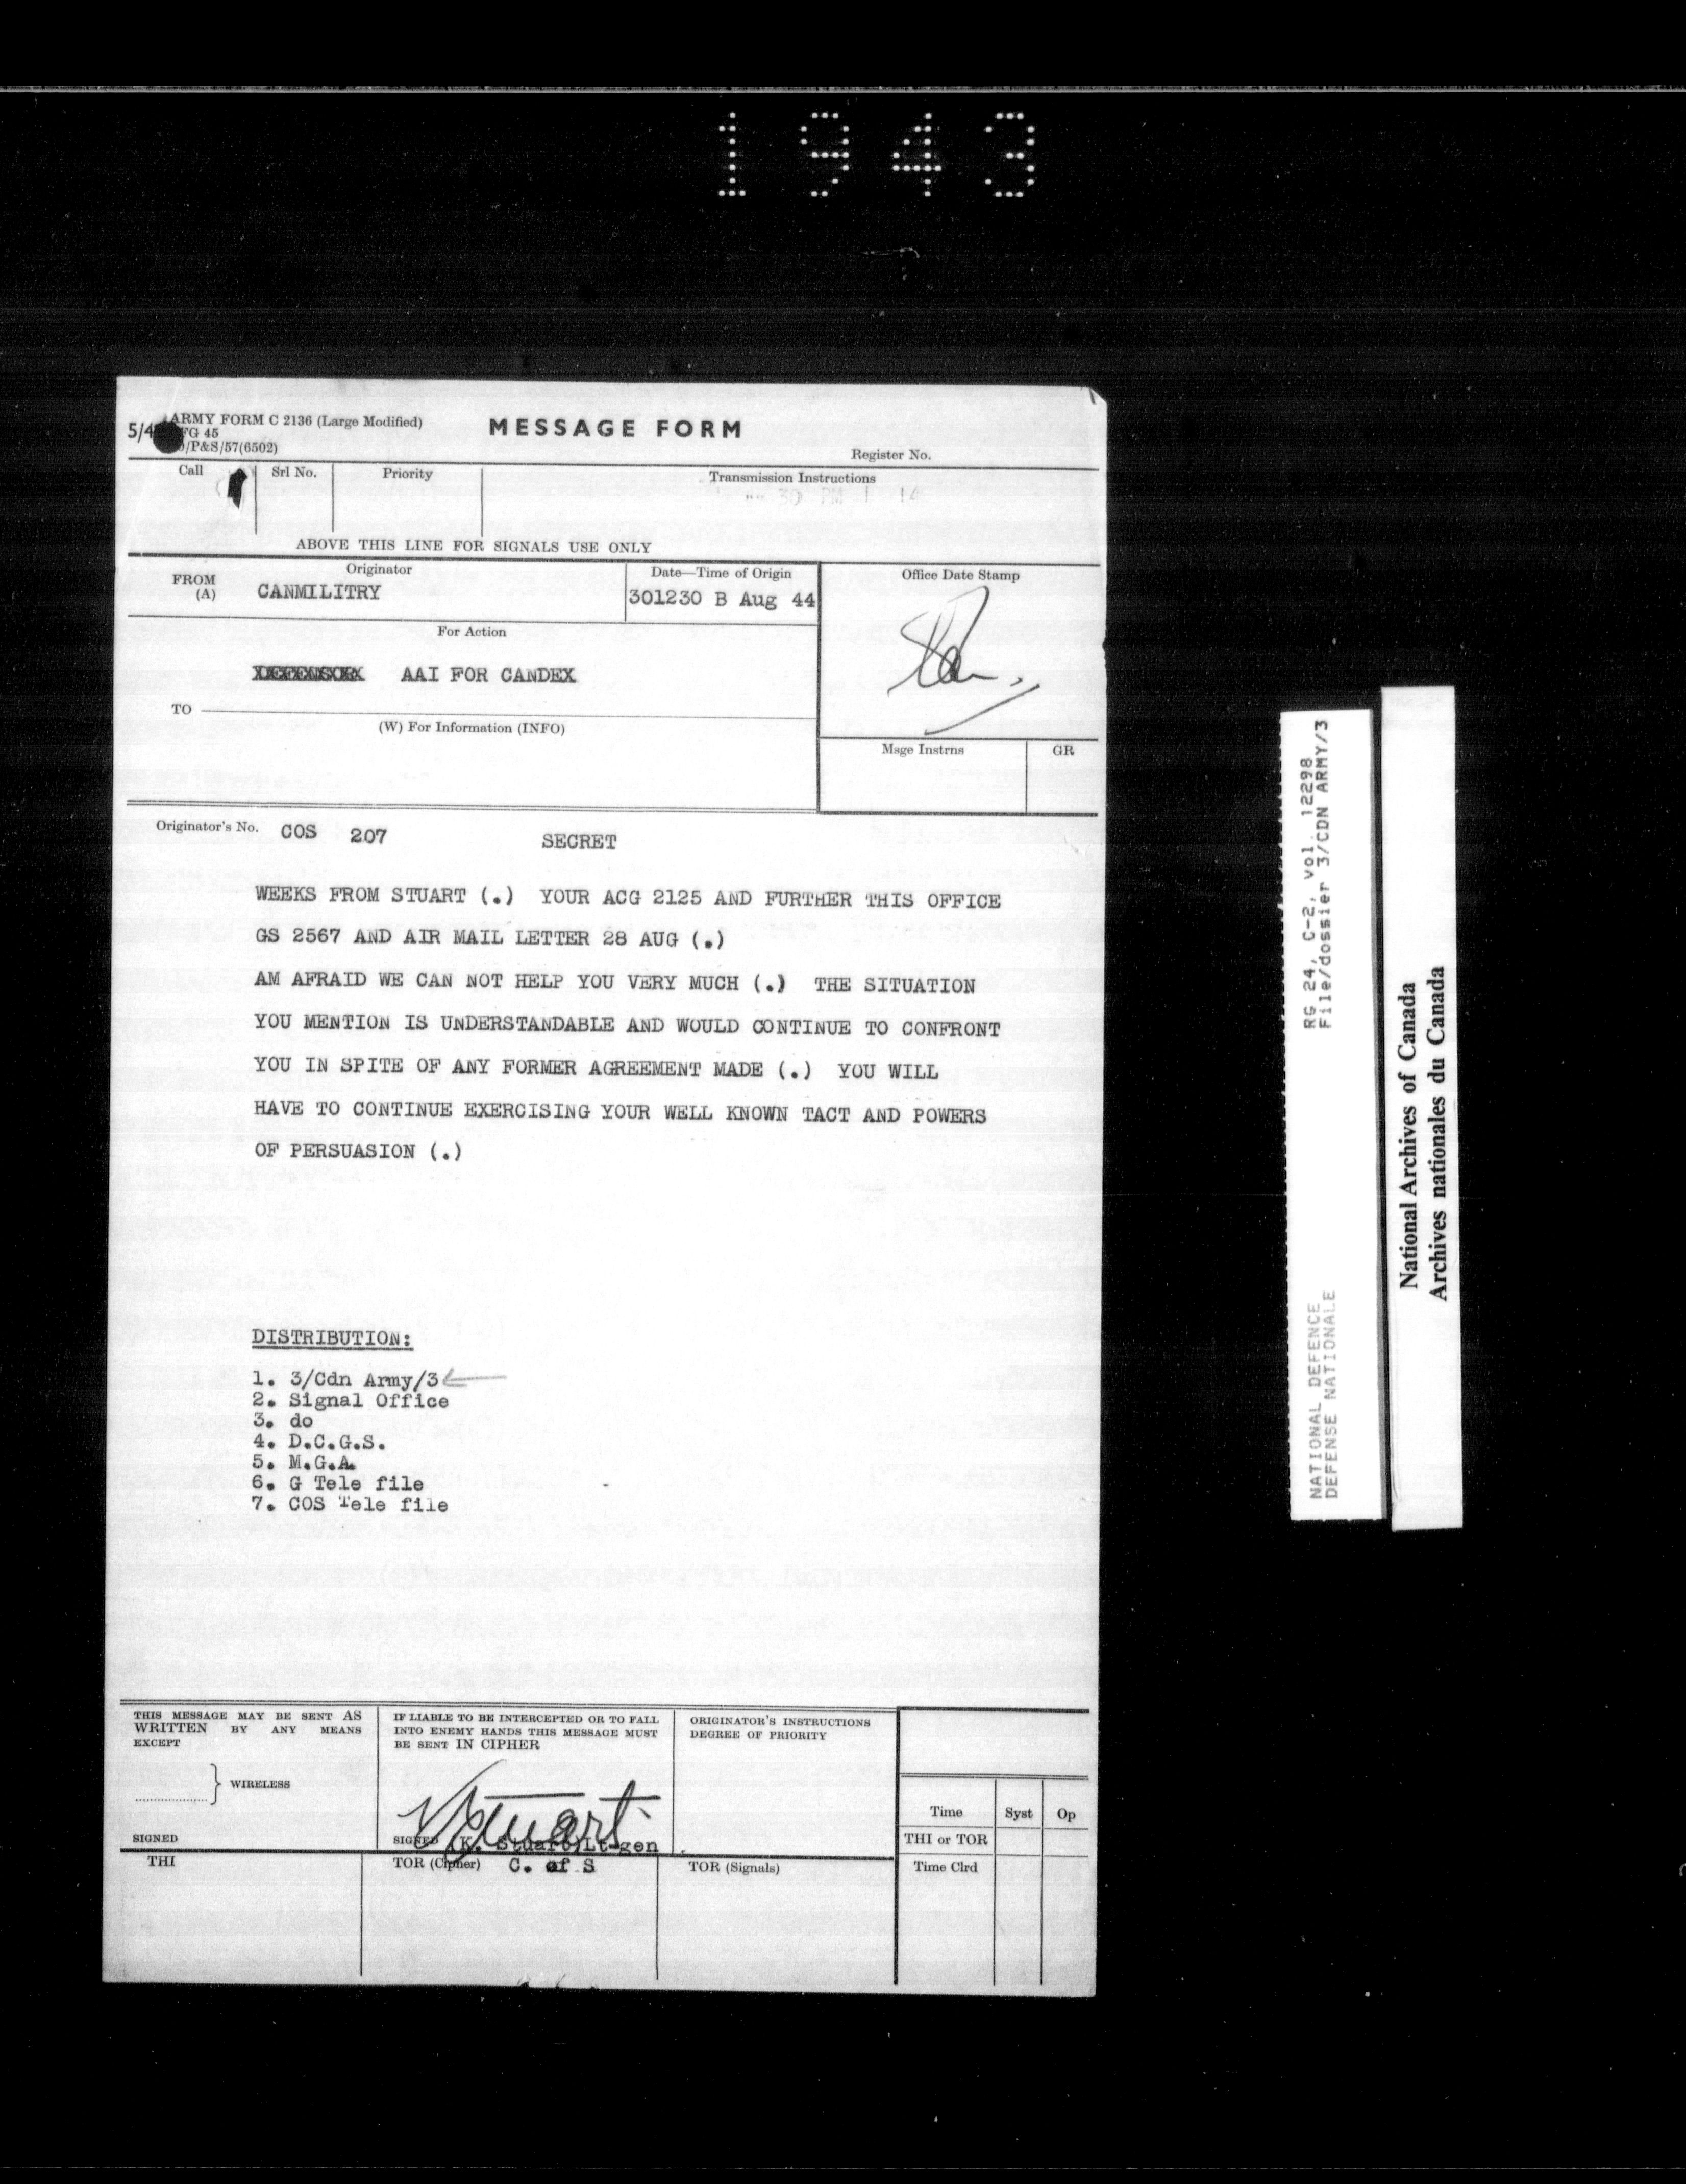 1943
5/4
ARMY FORM C 2136 (Large Modified)
FG 45
/P&S/57(6502)
MESSAGE FORM
Register No.
Call
Srl No.
Priority
Transmission Instructions
30 PM
ABOVE THIS LINE FOR SIGNALS USE ONLY
FROM
(A)
Originator
CANMILITRY
Date—Time of Origin
301230 B Aug 44
Office Date Stamp
For Action
AAI FOR CANDEX
TO
(W) For Information (INFO)
Msge Instrns
GR
Originator's No. COS 207 SECRET
WEEKS FROM STUART (.) YOUR ACG 2125 AND FURTHER THIS OFFICE
GS 2567 AND AIR MAIL LETTER 28 AUG (.)
AM AFRAID WE CAN NOT HELP YOU VERY MUCH (.) THE SITUATION
YOU MENTION IS UNDERSTANDABLE AND WOULD CONTINUE TO CONFRONT
YOU IN SPITE OF ANY FORMER AGREEMENT MADE (.) YOU WILL
HAVE TO CONTINUE EXERCISING YOUR WELL KNOWN TACT AND POWERS
OF PERSUASION (.)
DISTRIBUTION:
1. 3/Cdn Army/3
2. Signal Office
3. do
4. D.C.G.S.
5. M.G.A.
6. G Tele file
7. COS Tele file
THIS MESSAGE MAY BE SENT AS
WRITTEN BY ANY MEANS
EXCEPT
WIRELESS
SIGNED
IF LIABLE TO BE INTERCEPTED OR TO FALL
INTO ENEMY HANDS THIS MESSAGE MUST
BE SENT IN CIPHER
KStuart
SIGNED (K. Stuart)Lt-gen
C. of S
ORIGINATOR'S INSTRUCTIONS
DEGREE OF PRIORITY
Time
Syst
Op
THI or TOR
Time Clrd
THI
TOR (Cipher)
TOR (Signals)
RG 24, C-2, vol. 12298
File/dossier 3/CDN ARMY/3
NATIONAL DEFENCE
DEFENSE NATIONALE
National Archives of Canada
Archives nationales du Canada